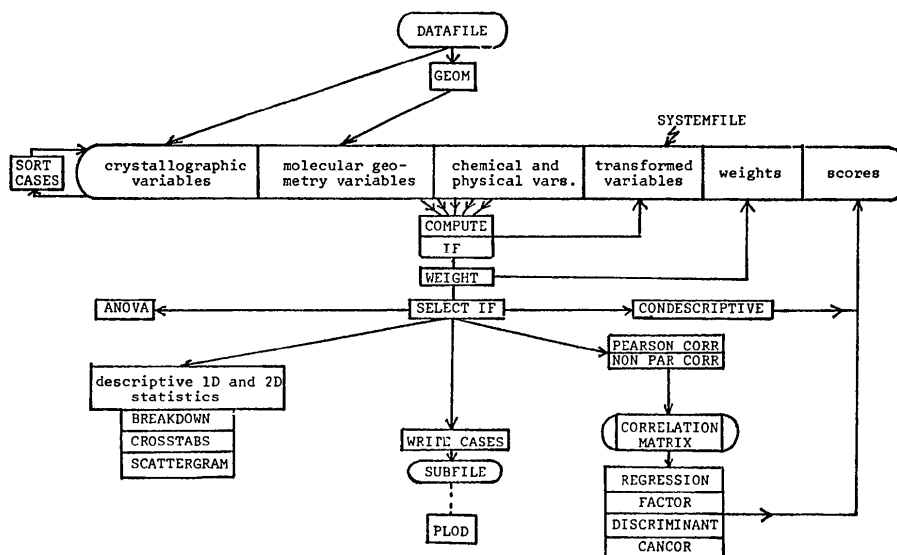 DATAFILE
GEOM
SYSTEMFILE
SORT
CASES
crystallographic
variables
molecular geo-
metry variables
chemical and
physical vars.
transformed
variables
weights
scores
COMPUTE
IF
WEIGHT
ANOVA
SELECT IF
CONDESCRIPTIVE
PEARSON CORR
NON PAR CORR
descriptive 1D and 2D
statistics
BREAKDOWN
CROSSTABS
SCATTERGRAM
WRITE CASES
SUBFILE
PLOD
CORRELATION
MATRIX
REGRESSION
FACTOR
DISCRIMINANT
CANCOR